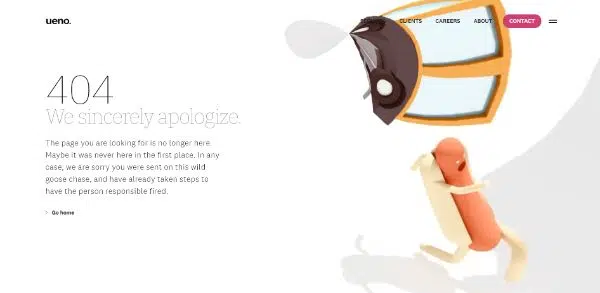 ueno.
CLIENTS
CAREERS
ABOUT
CONTACT
404
We sincerely apologize.
The page you are looking for is no longer here.
Maybe it was never here in the first place. In any
case, we are sorry you were sent on this wild
goose chase, and have already taken steps to
have the person responsible fired.
Go home